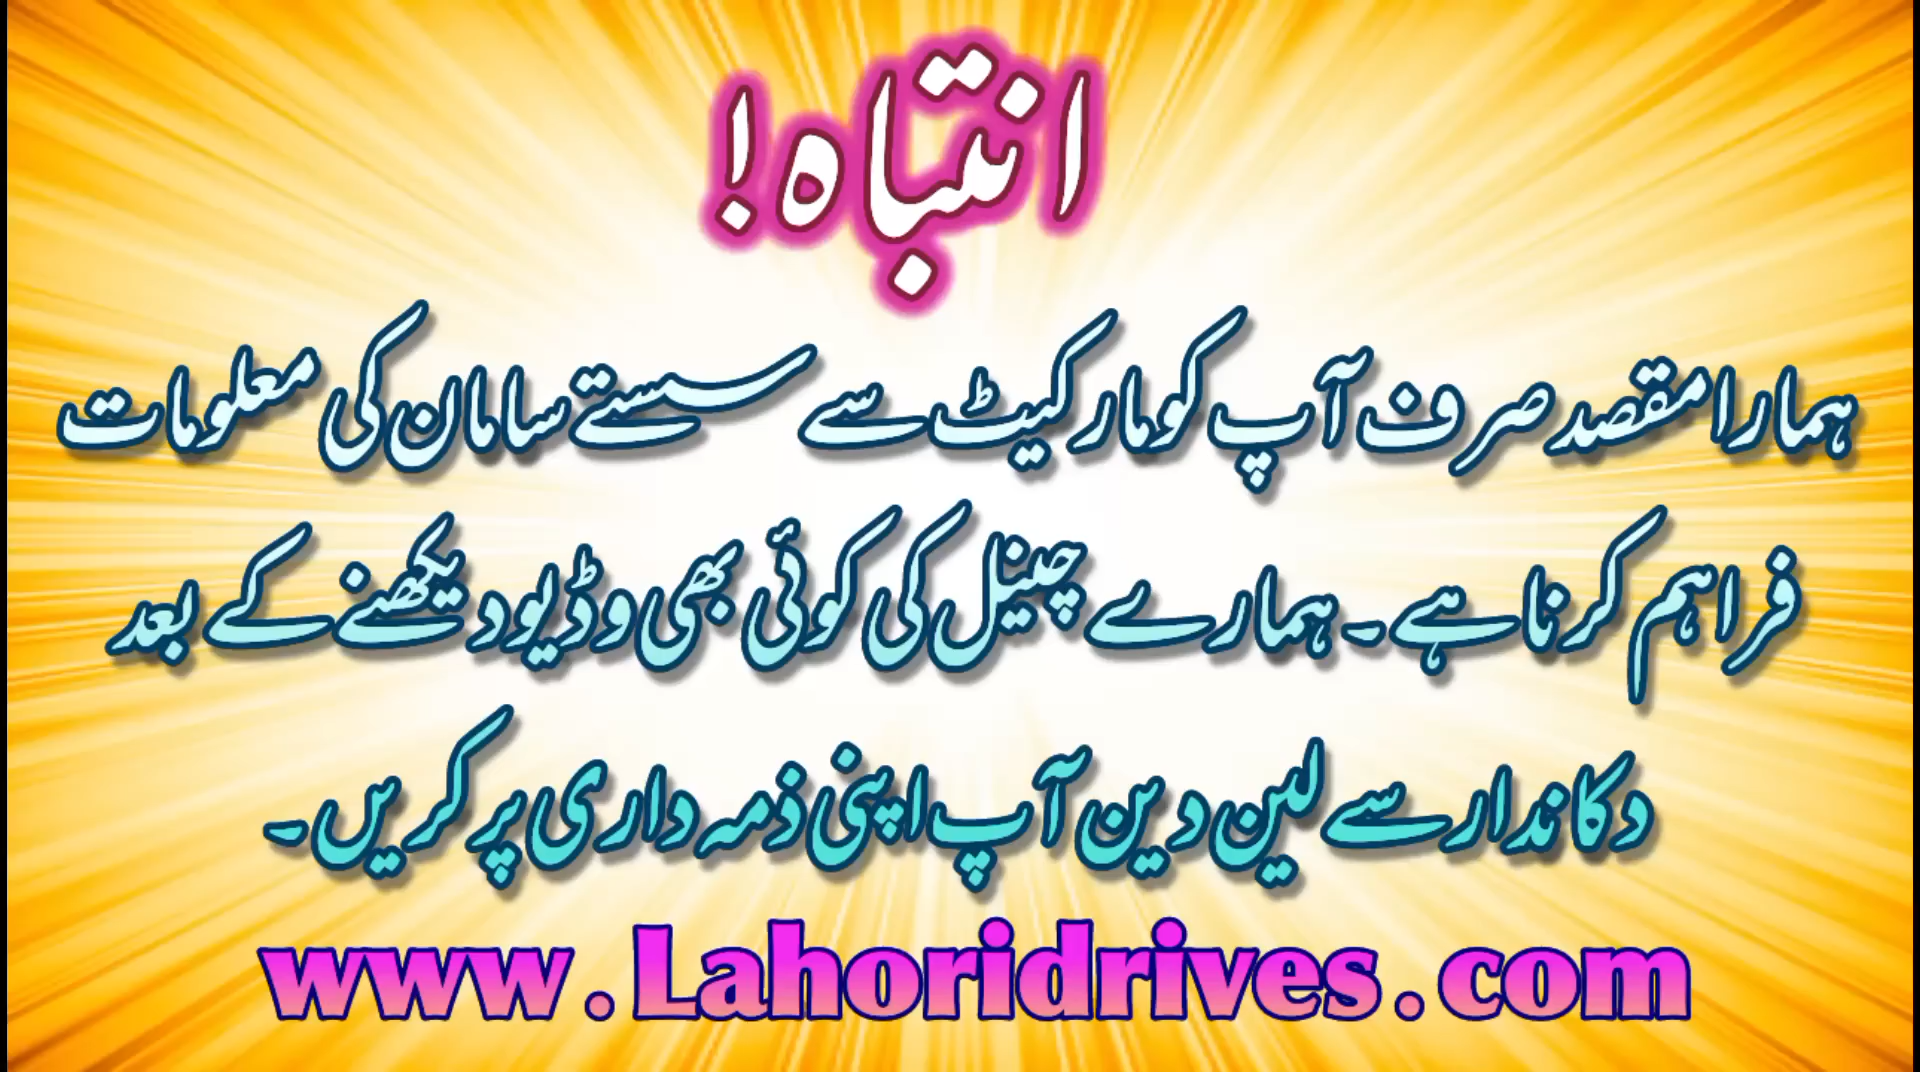 انتباہ!
ہمارا مقصد صرف آپ کو مارکیٹ سے سستے سامان کی معلومات
فراہم کرنا ہے۔ ہمارے چینیل کی کوئی بھی وڈیو دیکھنے کے بعد
دکاندار سے لین دین آپ اپنی ذمہ داری پر کریں۔
www.Lahoridrives.com